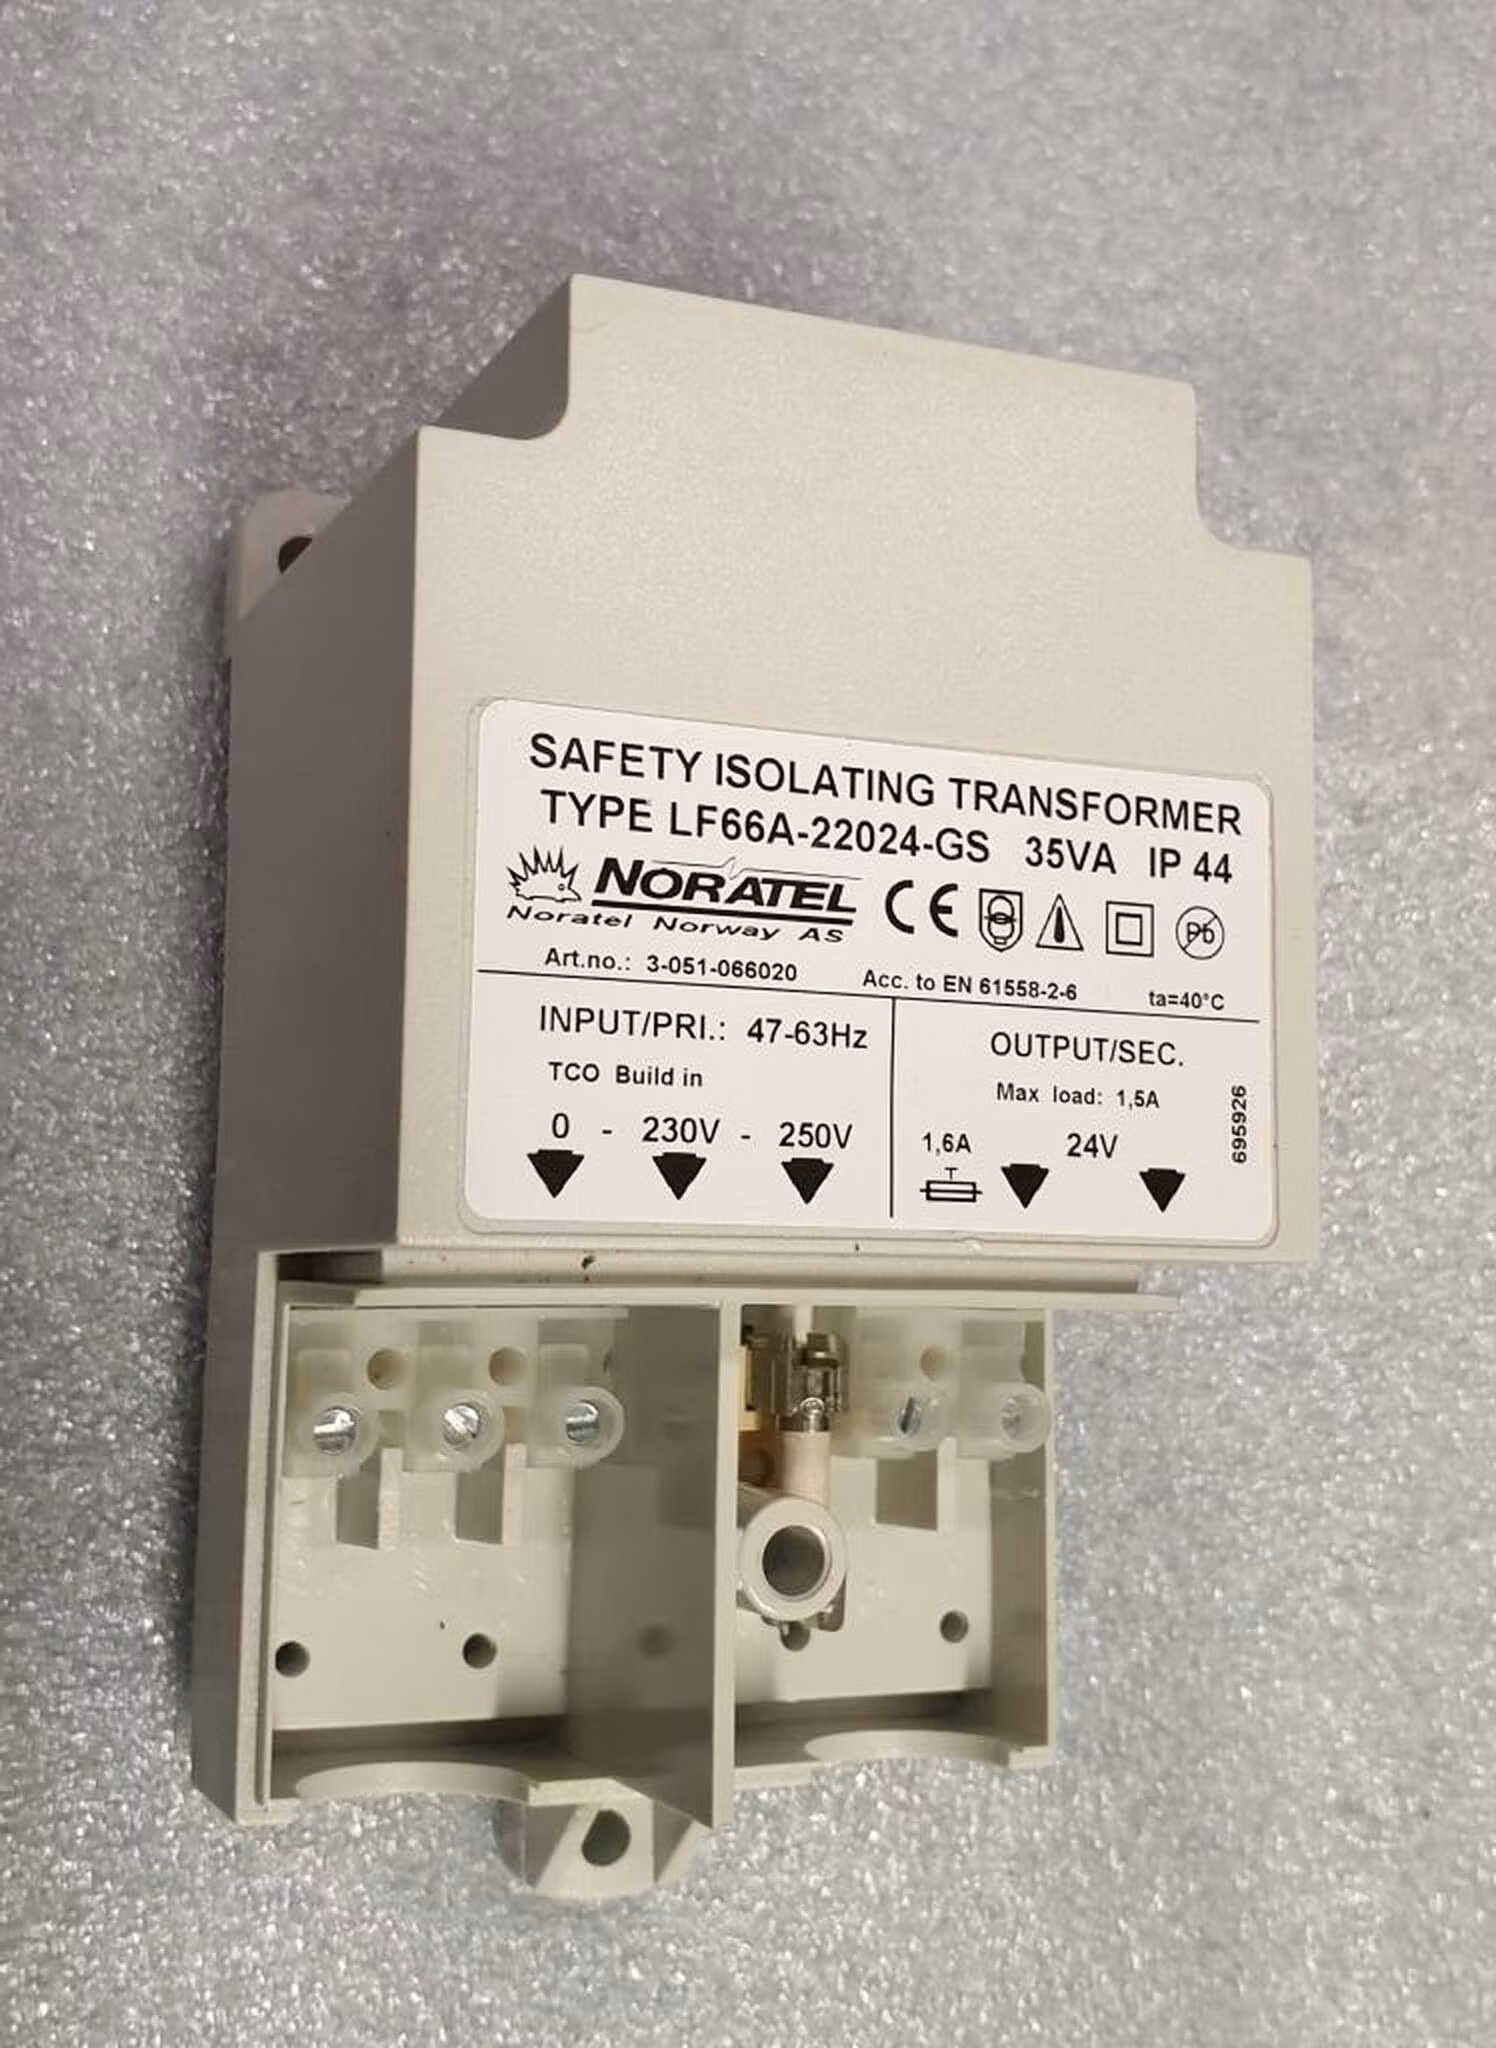 SAFETY ISOLATING TRANSFORMER
TYPE LF66A-22024-GS 35VA IP 44
NORATEL CE Pb
Noratel Norway AS
Art.no.: 3-051-066020 Acc. to EN 61558-2-6 ta=40°C
INPUT/PRI.: 47-63Hz
TCO Build in
0 - 230V - 250V
OUTPUT/SEC.
Max load: 1,5A
1,6A 24V
T
695926